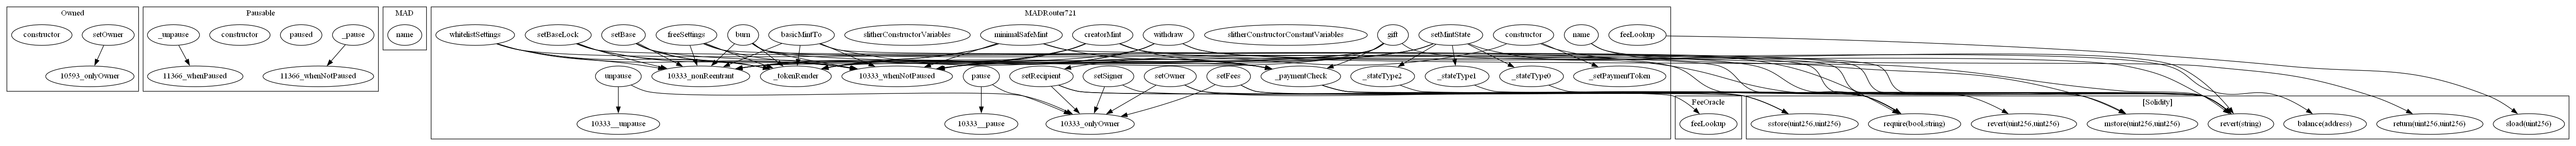 Owned
Pausable
MAD
MADRouter721
constructor
setOwner
_unpause
constructor
paused
_pause
name
whitelistSettings
setBaseLock
setBase
freeSettings
burn
basicMintTo
slitherConstructorVariables
minimalSafeMint
creatorMint
withdraw
slitherConstructorConstantVariables
gift
setMintState
constructor
name
feeLookup
10593_onlyOwner
11366_whenPaused
11366_whenNotPaused
unpause
10333_nonReentrant
_tokenRender
10333_whenNotPaused
pause
setRecipient
setSigner
setOwner
setFees
_paymentCheck
_stateType2
_stateType1
_stateType0
_setPaymentToken
FeeOracle
[Solidity]
10333__unpause
10333__pause
10333_onlyOwner
feeLookup
sstore(uint256,uint256)
require(bool,string)
revert(uint256,uint256)
mstore(uint256,uint256)
revert(string)
balance(address)
return(uint256,uint256)
sload(uint256)